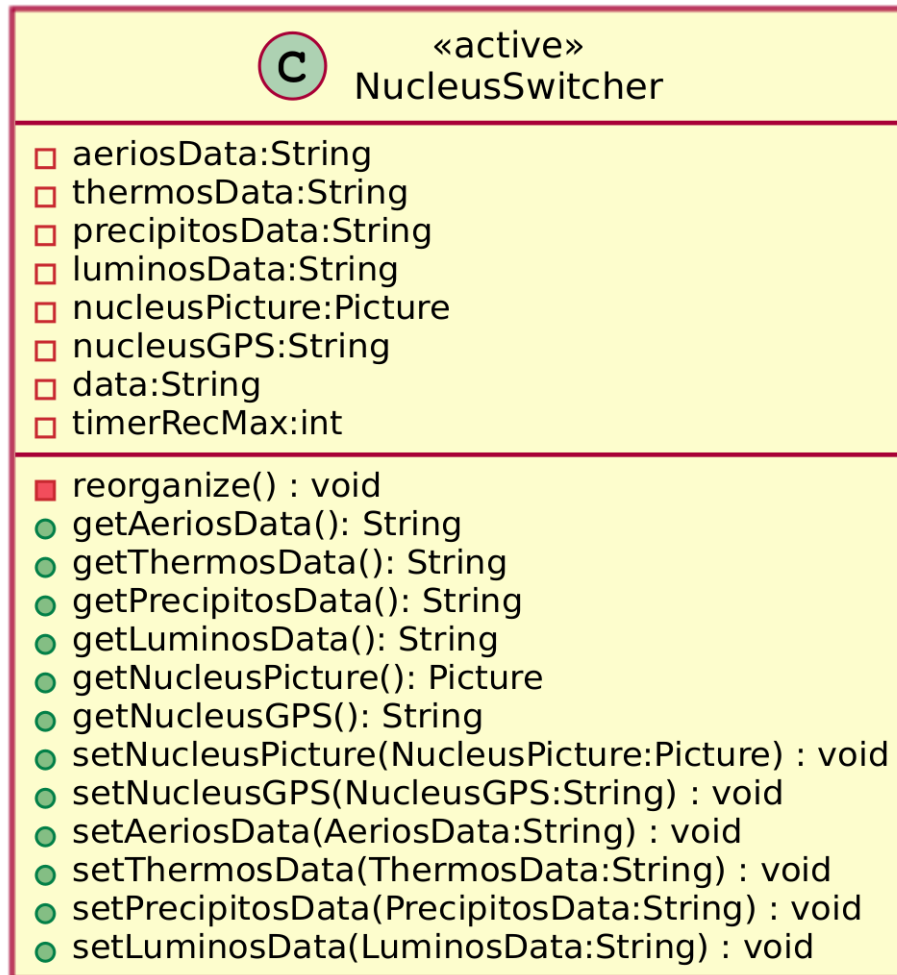 C
«active»
NucleusSwitcher
aeriosData:String
thermosData:String
precipitosData:String
luminosData:String
nucleusPicture:Picture
nucleusGPS:String
data:String
timerRecMax:int
reorganize() : void
getAeriosData(): String
getThermosData(): String
getPrecipitosData(): String
getLuminosData(): String
getNucleusPicture(): Picture
getNucleusGPS(): String
setNucleusPicture(NucleusPicture:Picture) : void
setNucleusGPS(NucleusGPS:String) : void
setAeriosData(AeriosData:String) : void
setThermosData(ThermosData:String) : void
setPrecipitosData(PrecipitosData:String) : void
setLuminosData(LuminosData:String) : void